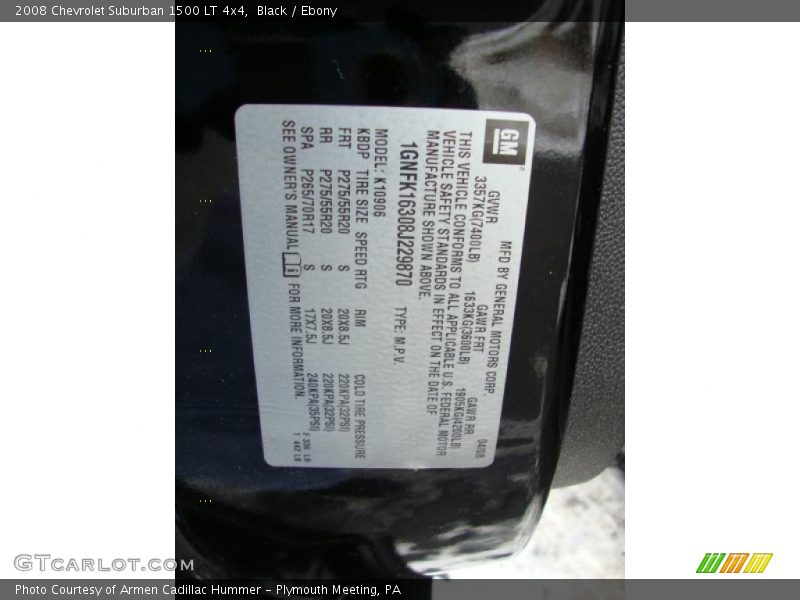 2008 Chevrolet Suburban 1500 LT 4x4, Black / Ebony
GM
MFD BY GENERAL MOTORS CORP. 04/08
GVWR GAWR FRT GAWR RR
3357KG(7400LB) 1633KG(3600LB) 1905KG(4200LB)
THIS VEHICLE CONFORMS TO ALL APPLICABLE U.S. FEDERAL MOTOR
VEHICLE SAFETY STANDARDS IN EFFECT ON THE DATE OF
MANUFACTURE SHOWN ABOVE.
1GNFK16308J229870 TYPE: M.P.V.
MODEL: K10906
KBDP TIRE SIZE SPEED RTG RIM COLD TIRE PRESSURE
FRT P275/55R20 S 20X8.5J 220KPA(32PSI)
RR P275/55R20 S 20X8.5J 220KPA(32PSI)
SPA P265/70R17 S 17X7.5J 240KPA(35PSI)
SEE OWNER'S MANUAL i FOR MORE INFORMATION.
GTcarlot.com
Photo Courtesy of Armen Cadillac Hummer – Plymouth Meeting, PA